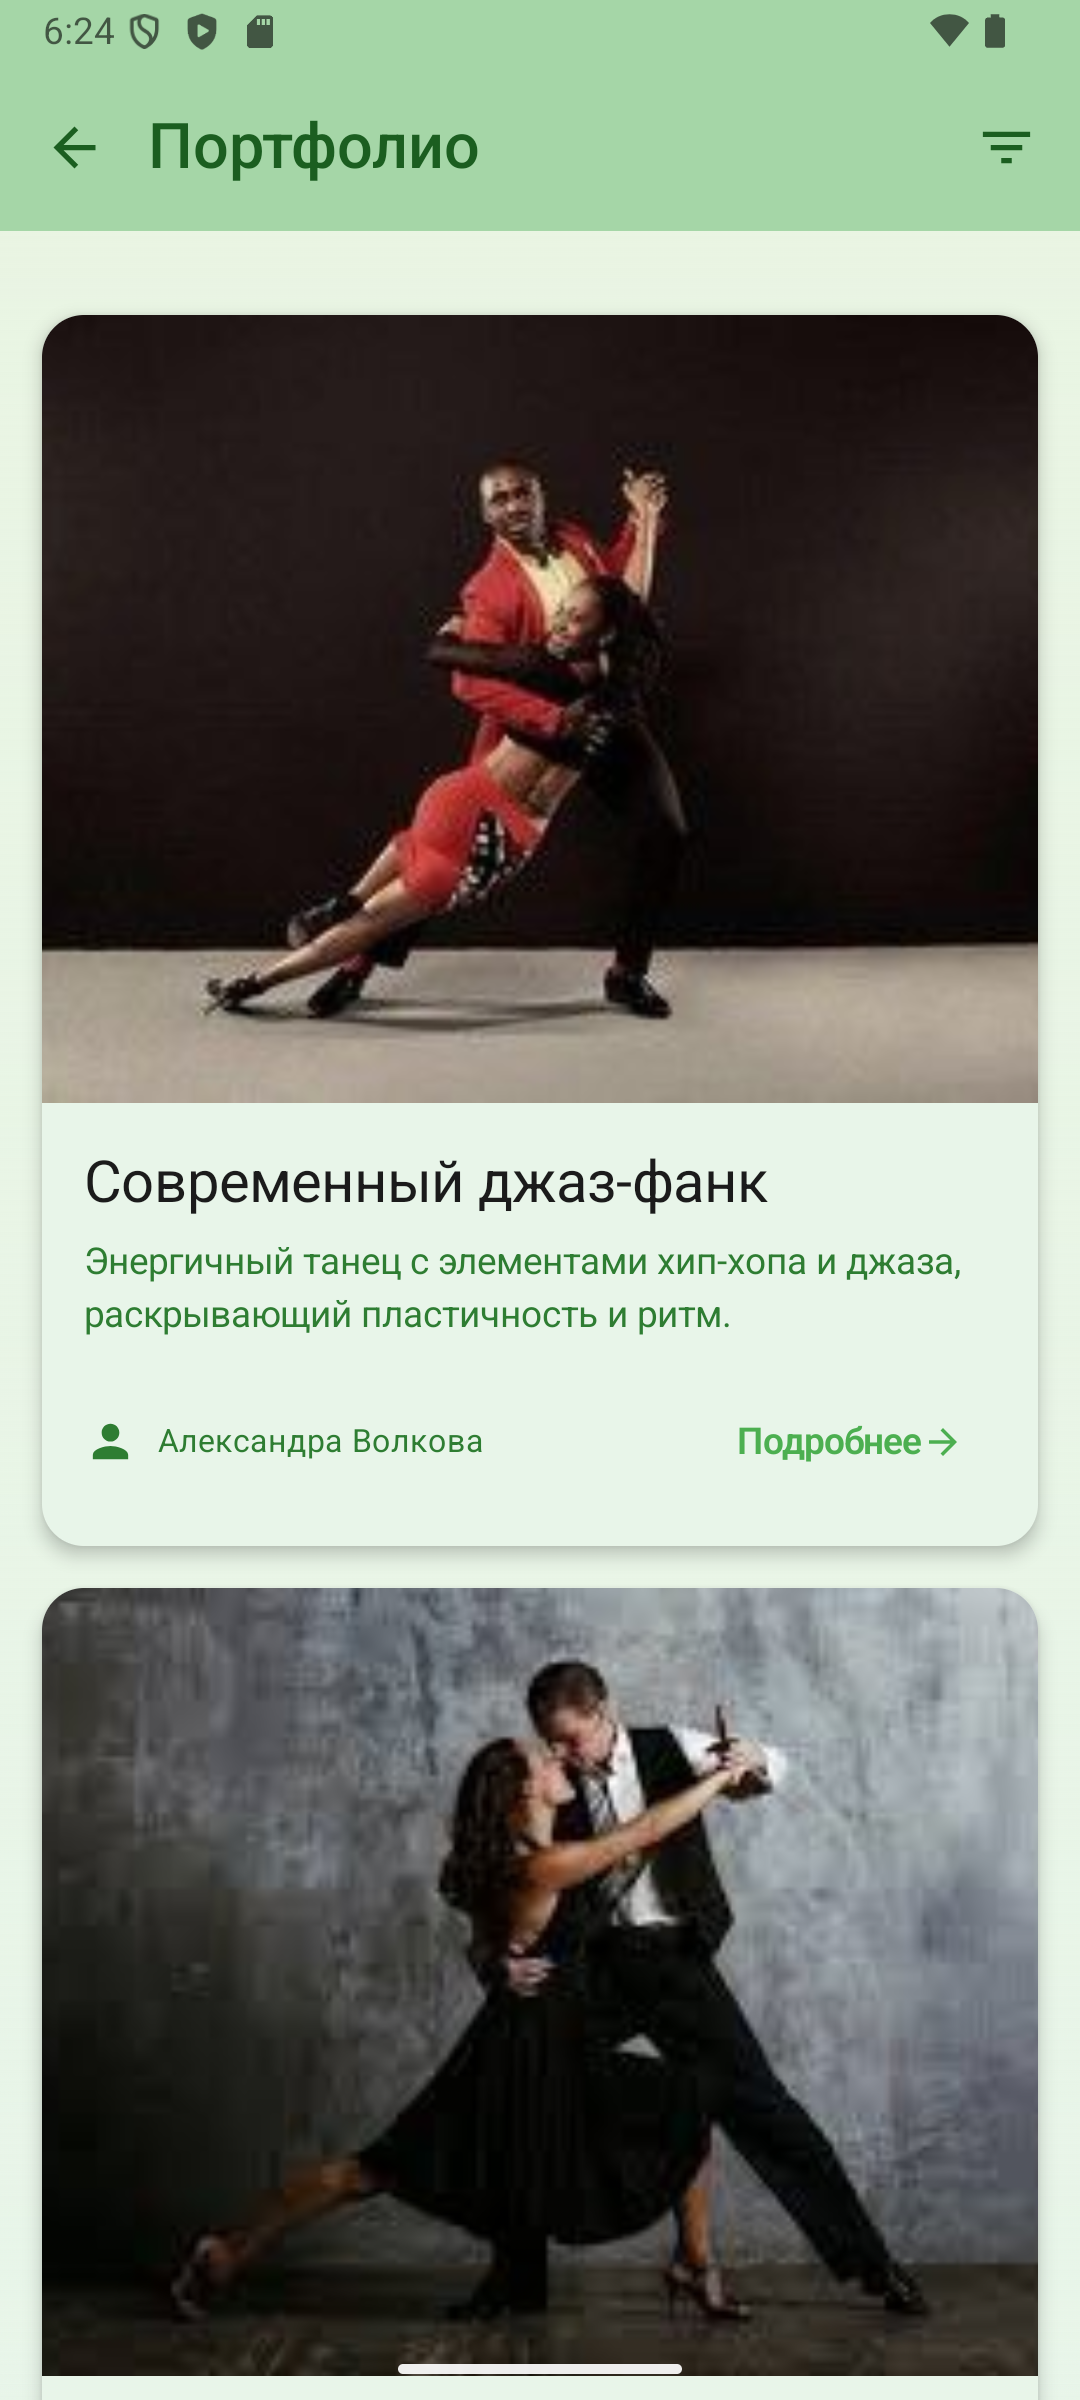 6:24
Портфолио
Современный джаз-фанк
Энергичный танец с элементами хип-хопа и джаза,
раскрывающий пластичность и ритм.
Александра Волкова
Подробнее